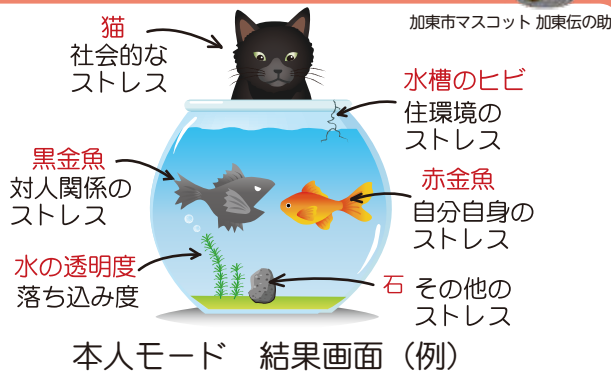 加東市マスコット 加東伝の助
猫
社会的な
ストレス
水槽のヒビ
住環境の
ストレス
黒金魚
対人関係の
ストレス
赤金魚
自分自身の
ストレス
水の透明度
落ち込み度
石 その他の
ストレス
本人モード 結果画面（例）